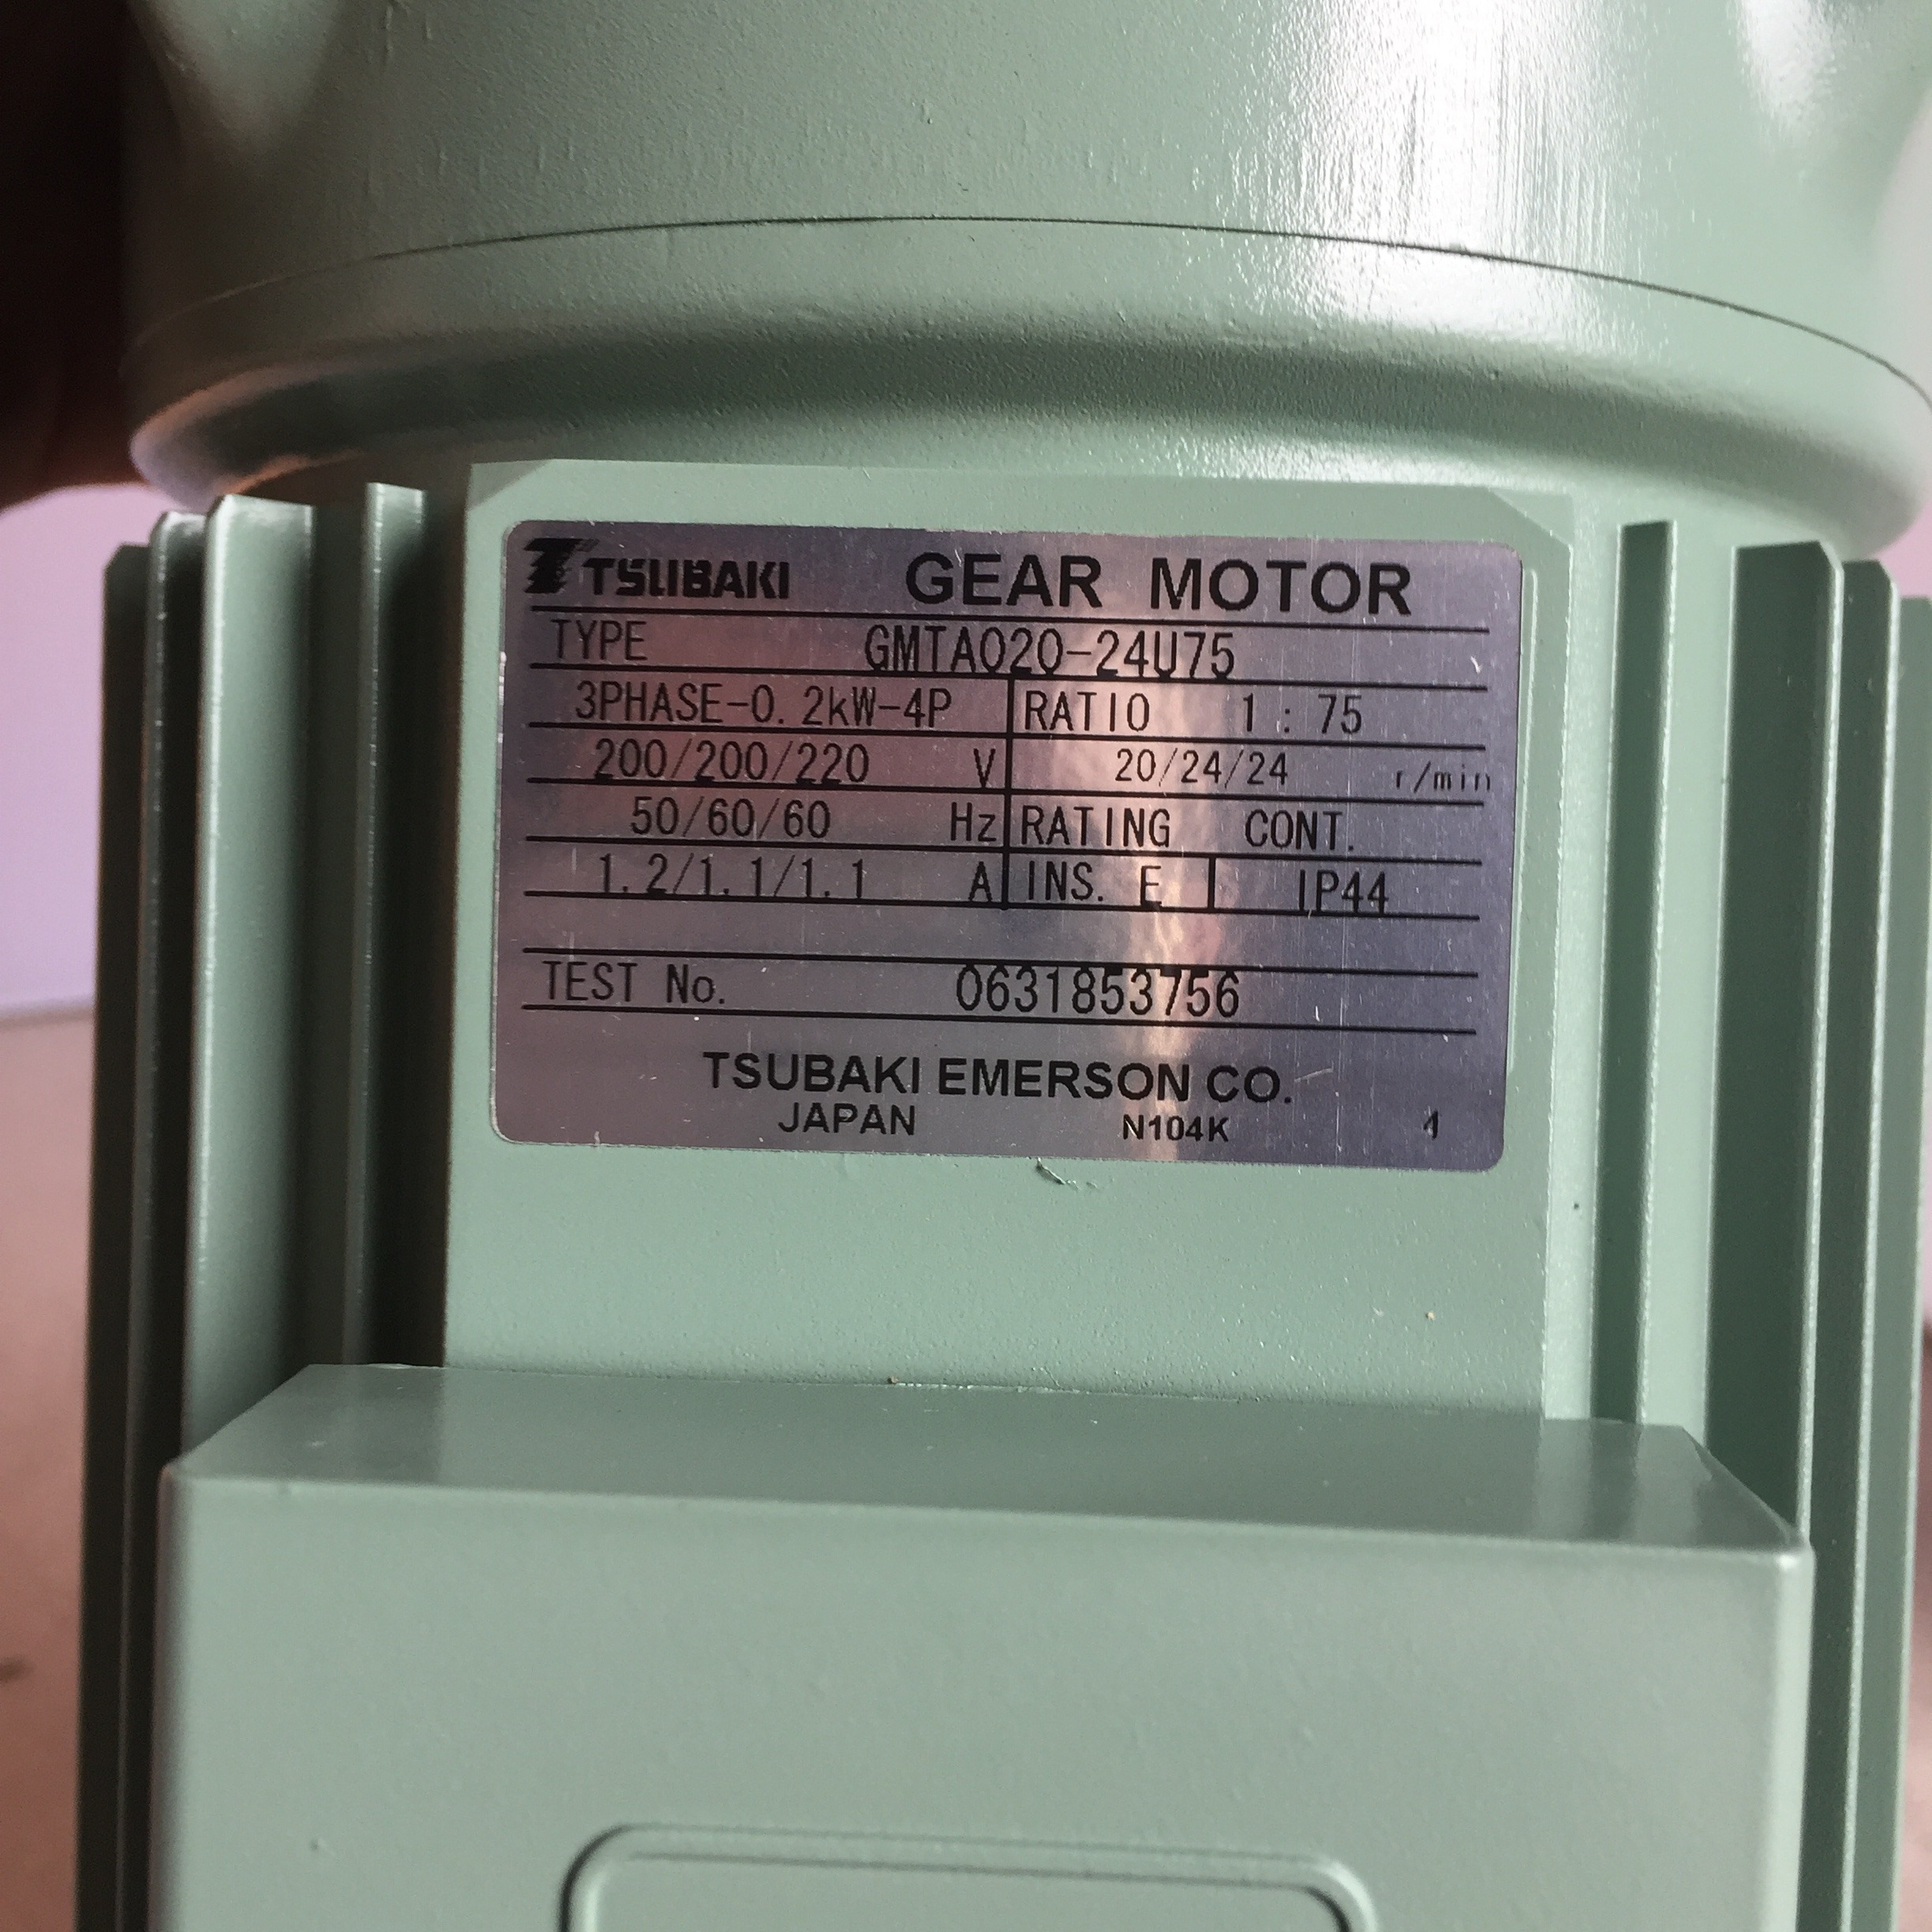 TSUBAKI GEAR MOTOR
TYPE GMTA020-24U75
3PHASE-0.2kW-4P RATIO 1 : 75
200/200/220 V 20/24/24 r/min
50/60/60 Hz RATING CONT.
1.2/1.1/1.1 A INS. E IP44
TEST No. 0631853756
TSUBAKI EMERSON CO.
JAPAN N104K 4